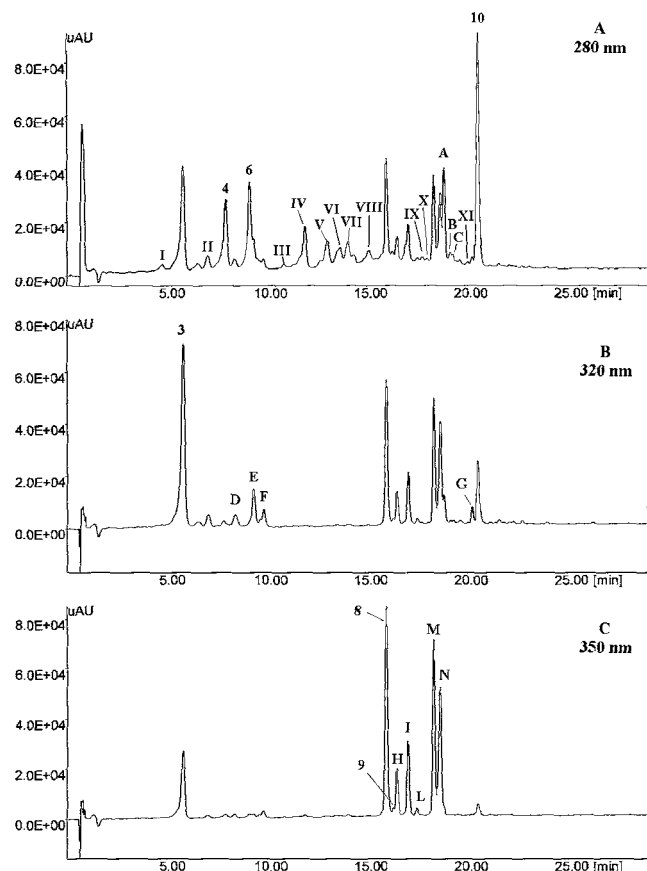 uAU
A
280 nm
8.0E+04
6.0E+04
4.0E+04
2.0E+04
0.0E+00
I
II
4
6
III
IV
V
VI
VII
VIII
IX
X
A
B
C
XI
10
5.00 10.00 15.00 20.00 25.00 [min]
uAU
B
320 nm
8.0E+04
6.0E+04
4.0E+04
2.0E+04
0.0E+00
3
D
E
F
G
5.00 10.00 15.00 20.00 25.00 [min]
uAU
C
350 nm
8.0E+04
6.0E+04
4.0E+04
2.0E+04
0.0E+00
8
9
H
I
L
M
N
5.00 10.00 15.00 20.00 25.00 [min]